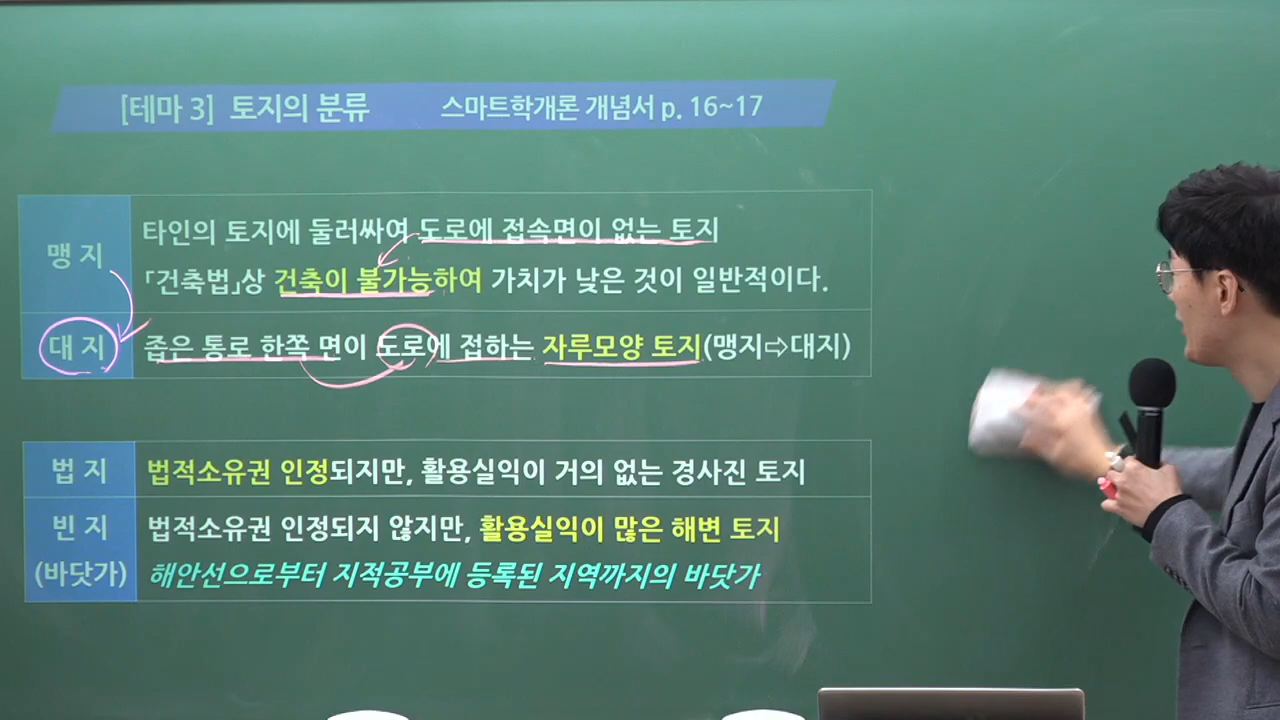 [테마 3] 토지의 분류 스마트학개론 개념서 p. 16~17
맹 지
타인의 토지에 둘러싸여 도로에 접속면이 없는 토지
「건축법」상 건축이 불가능하여 가치가 낮은 것이 일반적이다.
대 지
좁은 통로 한쪽 면이 도로에 접하는 자루모양 토지(맹지⇨대지)
법 지
법적소유권 인정되지만, 활용실익이 거의 없는 경사진 토지
빈 지
(바닷가)
법적소유권 인정되지 않지만, 활용실익이 많은 해변 토지
해안선으로부터 지적공부에 등록된 지역까지의 바닷가